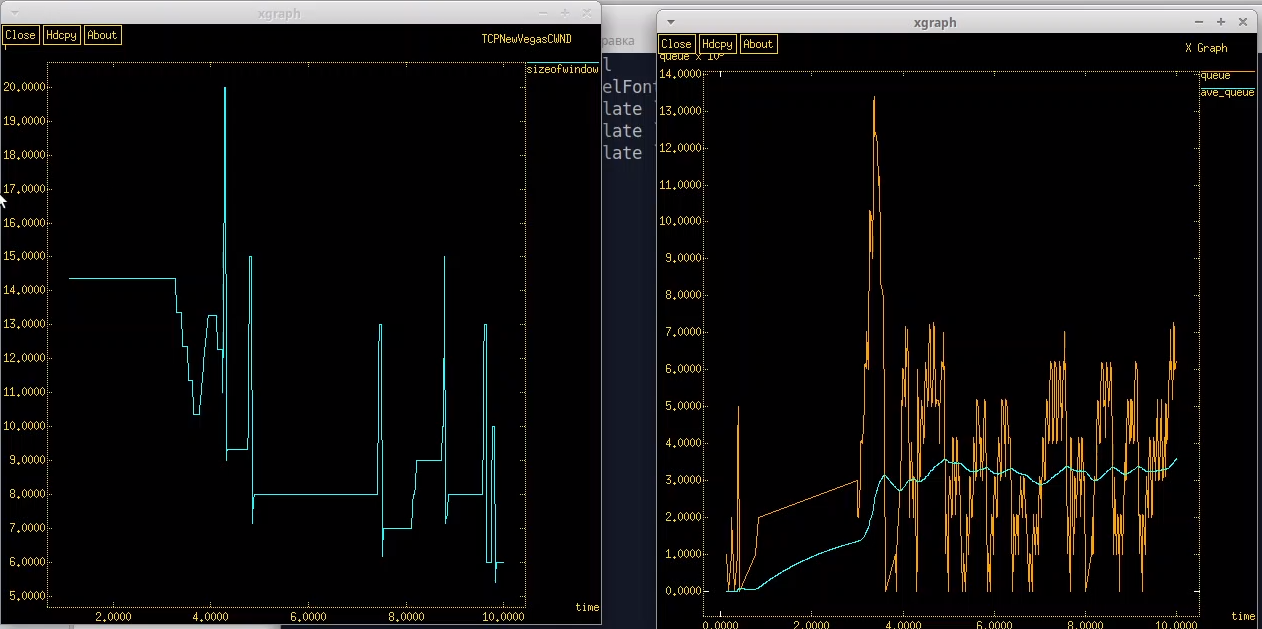 xgraph
Close Hdcpy About
TCPNewVegasCWND
sizeofwindow
20.0000
19.0000
18.0000
17.0000
16.0000
15.0000
14.0000
13.0000
12.0000
11.0000
10.0000
9.0000
8.0000
7.0000
6.0000
5.0000
time
2.0000 4.0000 6.0000 8.0000 10.0000
равка
l
elFon
late
late
late
xgraph
Close Hdcpy About
X Graph
queue x 10
queue
ave_queue
14.0000
13.0000
12.0000
11.0000
10.0000
9.0000
8.0000
7.0000
6.0000
5.0000
4.0000
3.0000
2.0000
1.0000
0.0000
time
0.0000 2.0000 4.0000 6.0000 8.0000 10.0000